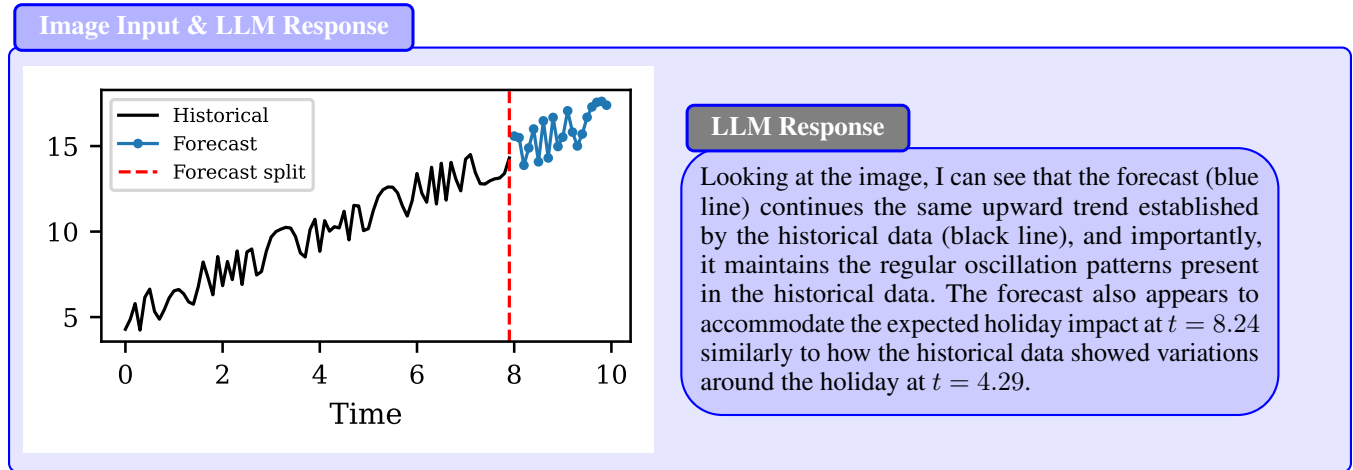 Image Input & LLM Response
Historical
Forecast
Forecast split
15
10
5
0 2 4 6 8 10
Time
LLM Response
Looking at the image, I can see that the forecast (blue
line) continues the same upward trend established
by the historical data (black line), and importantly,
it maintains the regular oscillation patterns present
in the historical data. The forecast also appears to
accommodate the expected holiday impact at t = 8.24
similarly to how the historical data showed variations
around the holiday at t = 4.29.